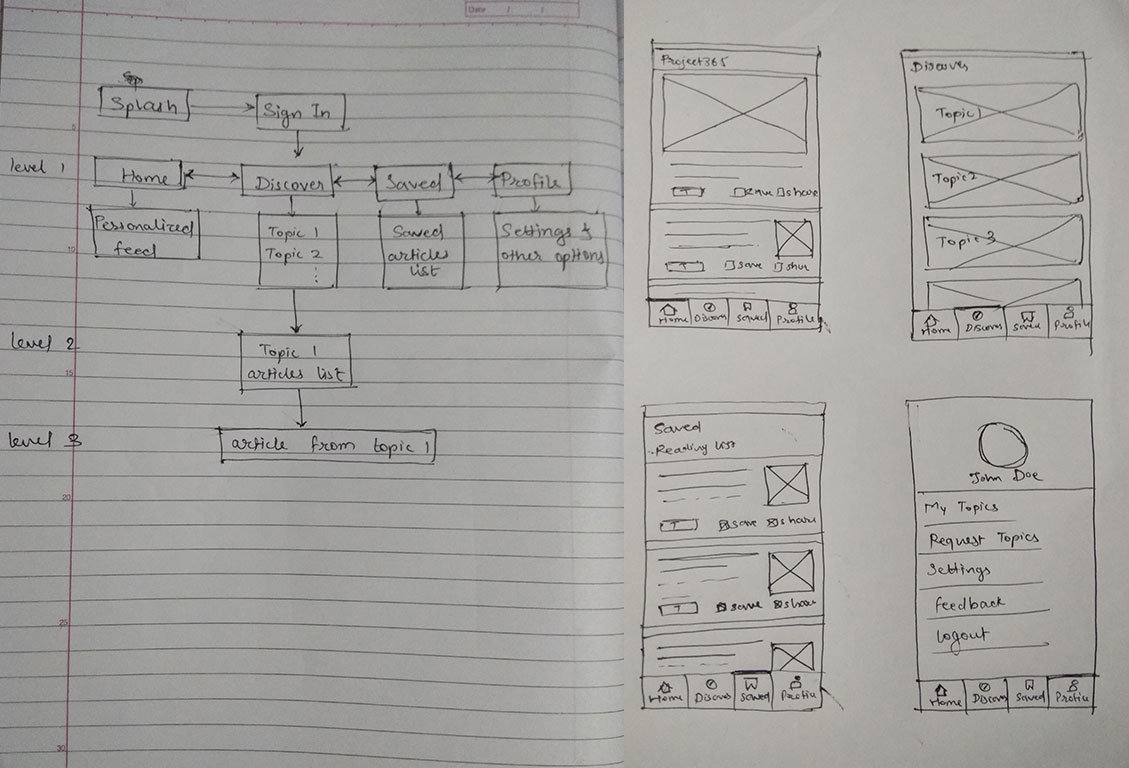 Date / /
Splash
Sign In
level 1
Home
Discover
Saved
Profile
Personalized
feed
Topic 1
Topic 2
⋮
Saved
articles
list
Settings &
other options
level 2
Topic 1
articles list
level 3
article from topic 1
5
10
15
20
25
30
Project365
T
save share
T
save
Home Discover Saved Profile
Discover
Topic 1
Topic 2
Topic 3
Home Discover Saved Profile
Saved
Reading list
T save share
T save share
Home Discover Saved Profile
John Doe
My Topics
Request Topics
Settings
Feedback
logout
Home Discover Saved Profile